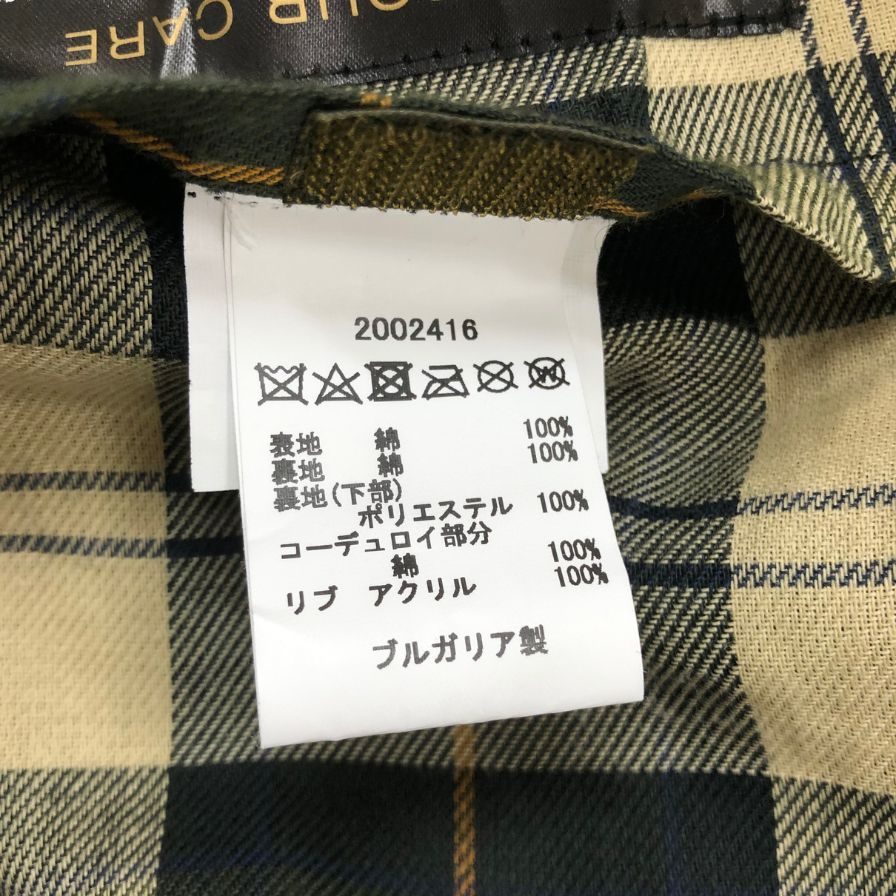 OUR CARE
2002416
表地 綿 100%
裏地 綿 100%
裏地(下部)
ポリエステル 100%
コーデュロイ部分
綿 100%
リブ アクリル 100%
ブルガリア製